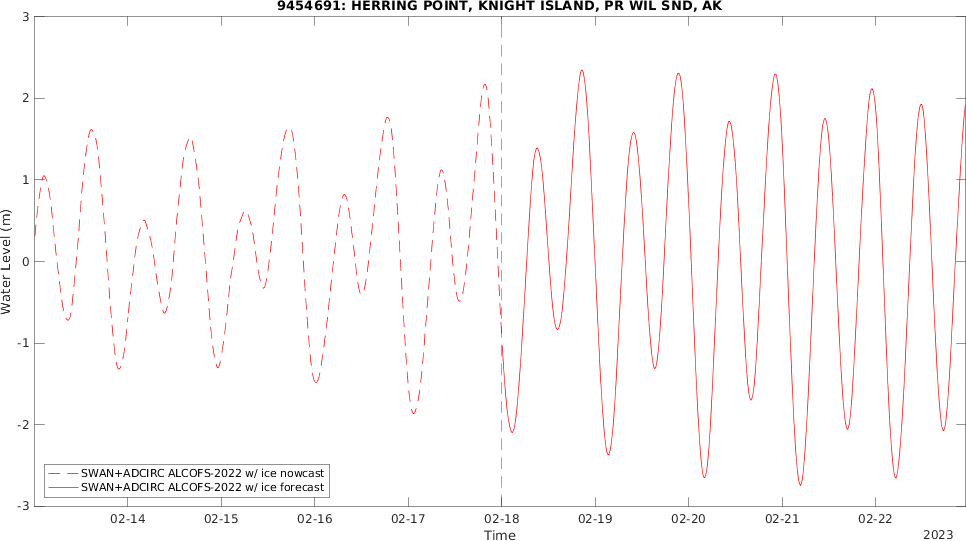 9454691: HERRING POINT, KNIGHT ISLAND, PR WIL SND, AK
3
2
1
0
-1
-2
-3
Water Level (m)
SWAN+ADCIRC ALCOFS-2022 w/ ice nowcast
SWAN+ADCIRC ALCOFS-2022 w/ ice forecast
02-14 02-15 02-16 02-17 02-18 02-19 02-20 02-21 02-22
Time
2023